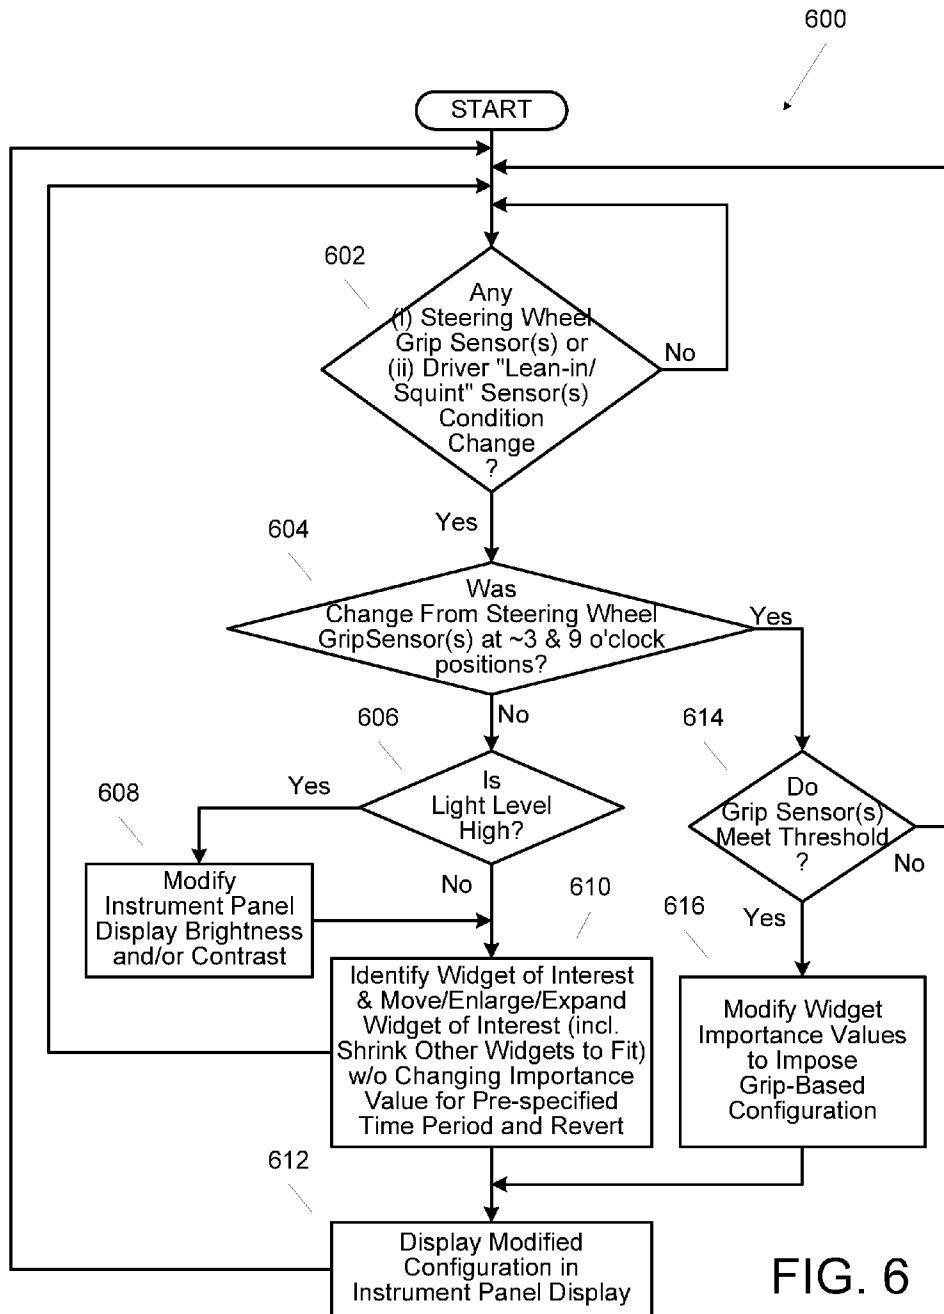 600
START
602
Any
(i) Steering Wheel
Grip Sensor(s) or
(ii) Driver "Lean-in/
Squint" Sensor(s)
Condition
Change
?
No
Yes
604
Was
Change From Steering Wheel
GripSensor(s) at ~3 & 9 o'clock
positions?
Yes
No
606
Is
Light Level
High?
Yes
No
614
Do
Grip Sensor(s)
Meet Threshold
?
No
Yes
608
Modify
Instrument Panel
Display Brightness
and/or Contrast
610
Identify Widget of Interest
& Move/Enlarge/Expand
Widget of Interest (incl.
Shrink Other Widgets to Fit)
w/o Changing Importance
Value for Pre-specified
Time Period and Revert
616
Modify Widget
Importance Values
to Impose
Grip-Based
Configuration
612
Display Modified
Configuration in
Instrument Panel Display
FIG. 6